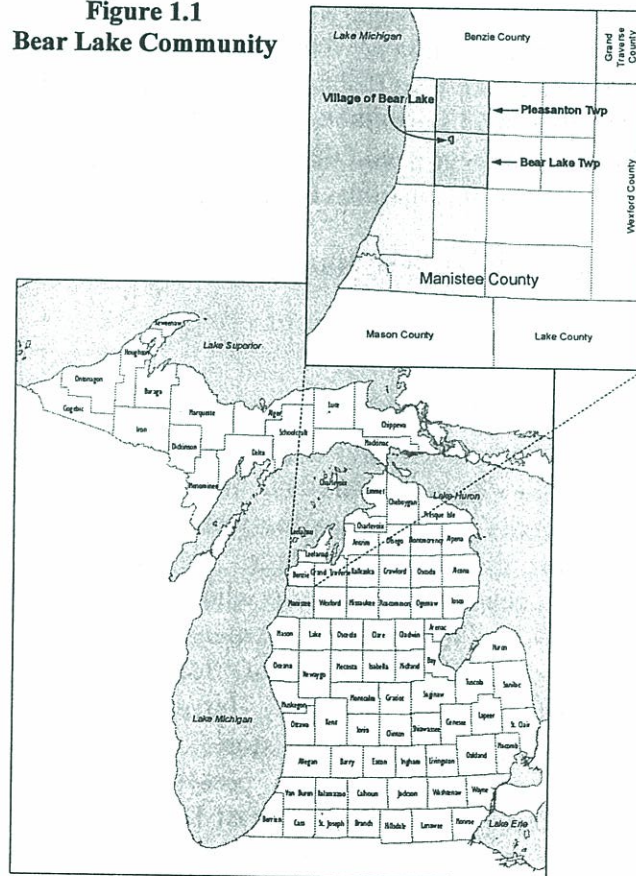 Figure 1.1
Bear Lake Community
Lake Michigan
Benzie County
Grand
Traverse
County
Village of Bear Lake
Pleasanton Twp
Bear Lake Twp
Wexford County
Manistee County
Mason County
Lake County
Keweenaw
Houghton
Lake Superior
Ontonagon
Baraga
Gogebic
Iron
Marquette
Alger
Luce
Chippewa
Schoolcraft
Mackinac
Dickinson
Delta
Menominee
Charlevoix
Emmet
Cheboygan
Lake Huron
Presque Isle
Charlevoix
Leelanau
Leelanau
Antrim
Otsego
Montmorency
Alpena
Benzie
Grand Traverse
Kalkaska
Crawford
Oscoda
Alcona
Manistee
Wexford
Missaukee
Roscommon
Ogemaw
Iosco
Arenac
Mason
Lake
Osceola
Clare
Gladwin
Huron
Oceana
Newaygo
Mecosta
Isabella
Midland
Bay
Tuscola
Sanilac
Muskegon
Montcalm
Gratiot
Saginaw
Lake Michigan
Ottawa
Kent
Ionia
Clinton
Shiawassee
Genesee
Lapeer
St. Clair
Macomb
Oakland
Allegan
Barry
Eaton
Ingham
Livingston
Van Buren
Kalamazoo
Calhoun
Jackson
Washtenaw
Wayne
Berrien
Cass
St. Joseph
Branch
Hillsdale
Lenawee
Monroe
Lake Erie